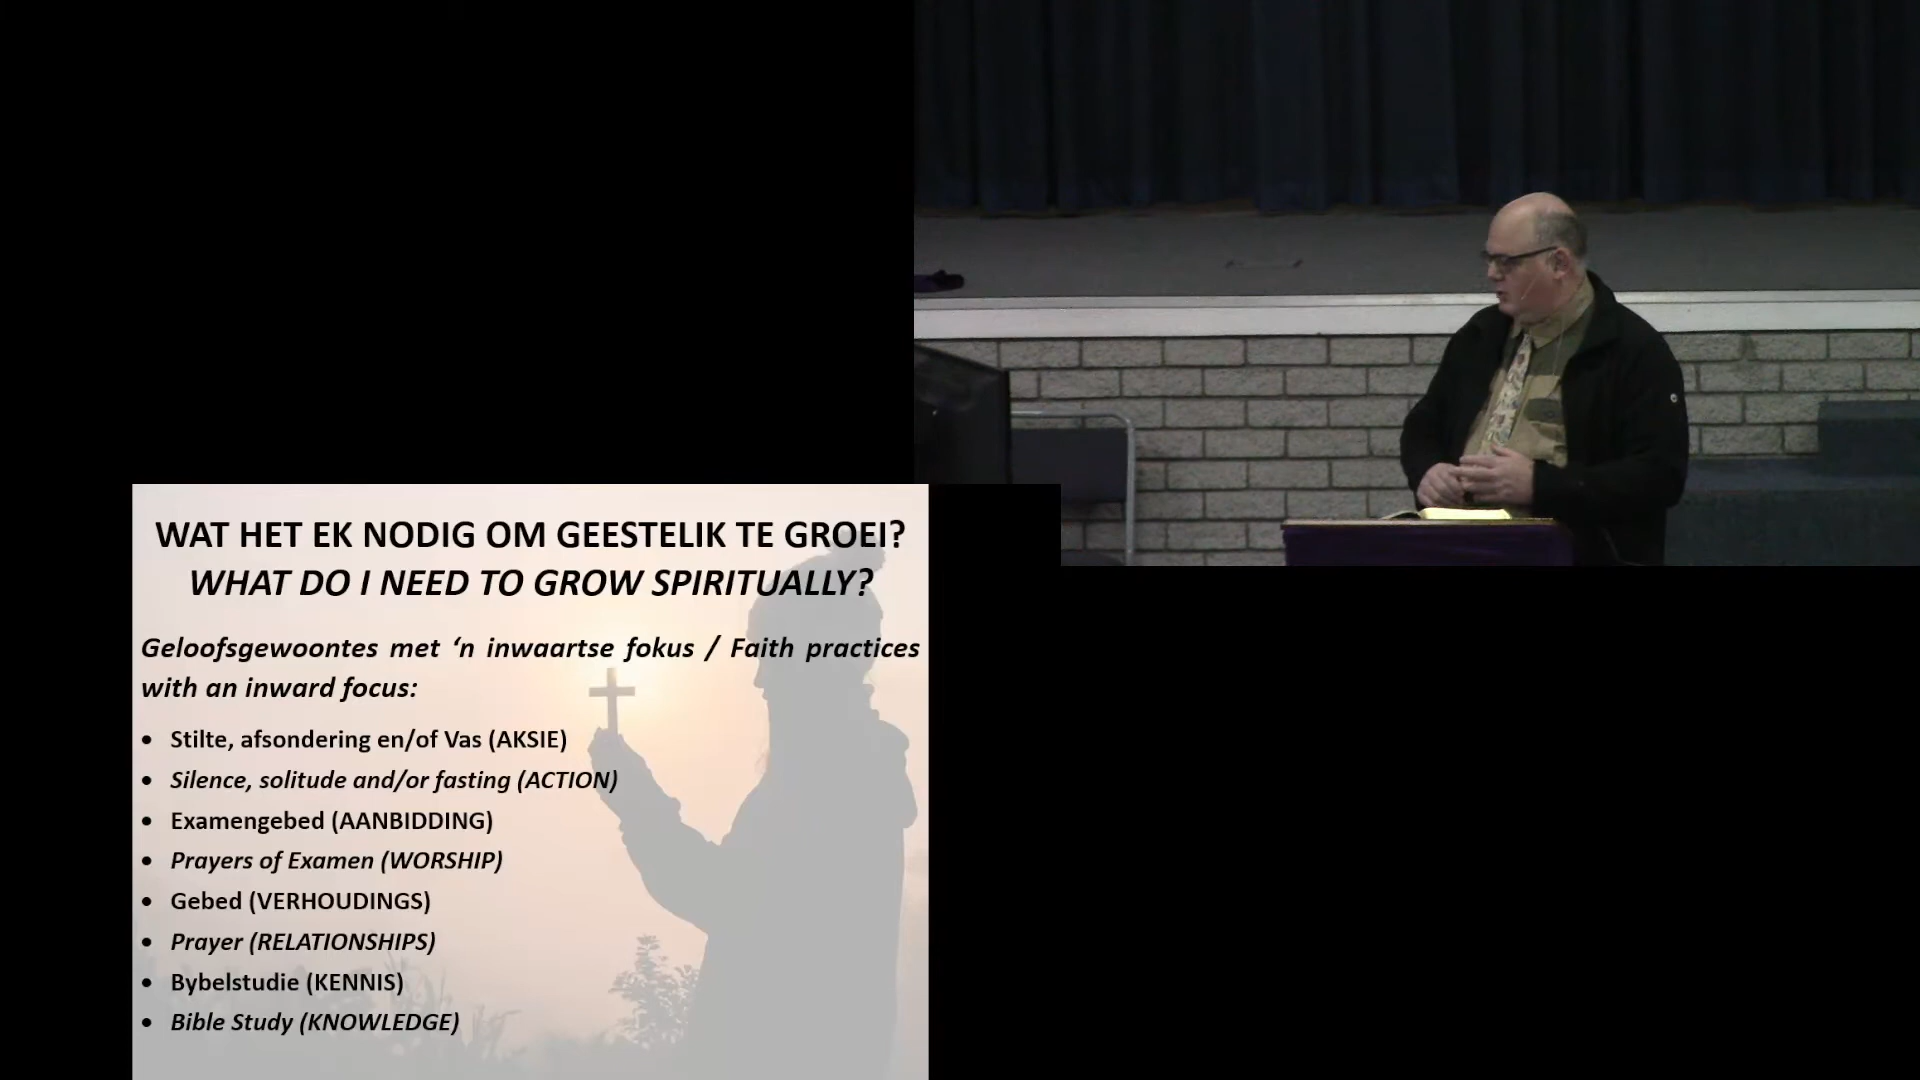 WAT HET EK NODIG OM GEESTELIK TE GROEI?
WHAT DO I NEED TO GROW SPIRITUALLY?
Geloofsgewoontes met ‘n inwaartse fokus / Faith practices
with an inward focus:
• Stilte, afsondering en/of Vas (AKSIE)
• Silence, solitude and/or fasting (ACTION)
• Examengebed (AANBIDDING)
• Prayers of Examen (WORSHIP)
• Gebed (VERHOUDINGS)
• Prayer (RELATIONSHIPS)
• Bybelstudie (KENNIS)
• Bible Study (KNOWLEDGE)